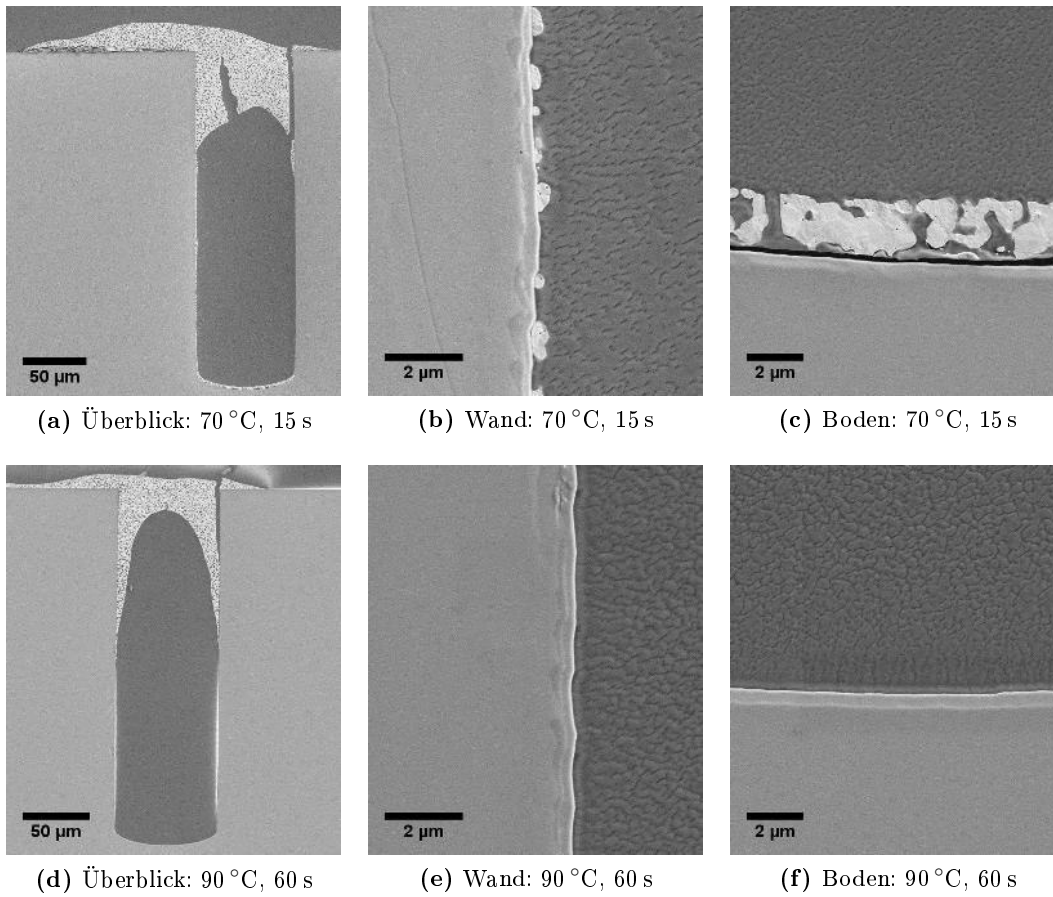 50 µm
2 µm
2 µm
(a) Überblick: 70 °C, 15 s
(b) Wand: 70 °C, 15 s
(c) Boden: 70 °C, 15 s
50 µm
2 µm
2 µm
(d) Überblick: 90 °C, 60 s
(e) Wand: 90 °C, 60 s
(f) Boden: 90 °C, 60 s